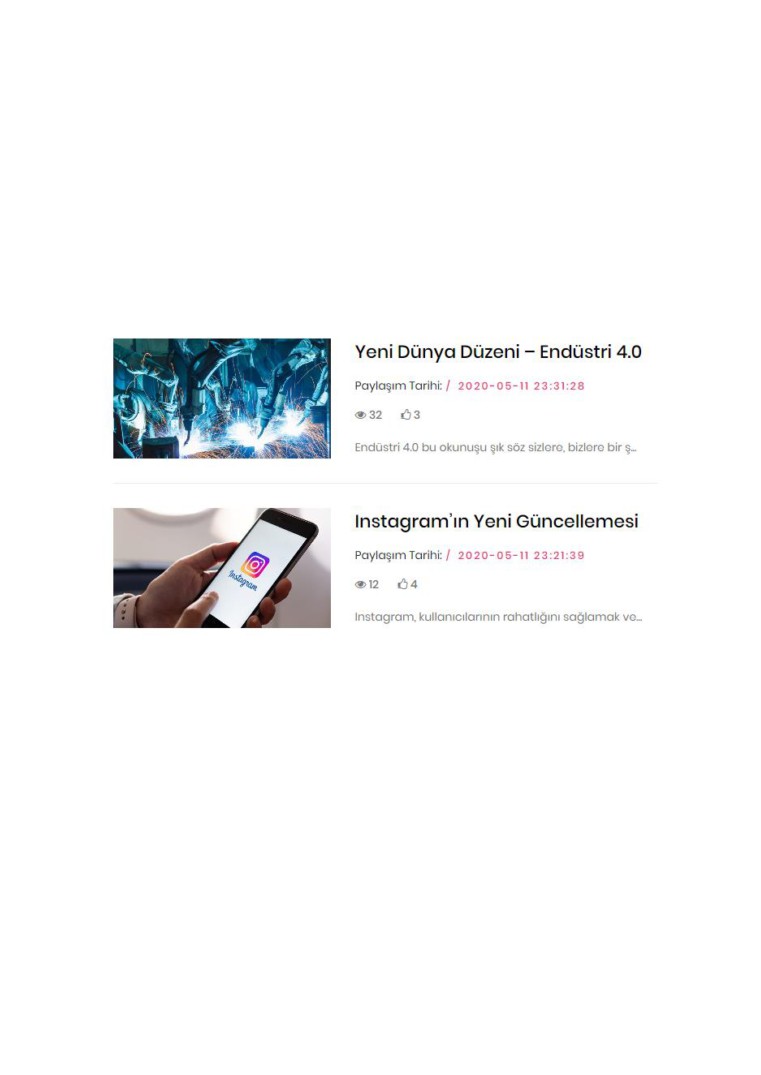 Yeni Dünya Düzeni – Endüstri 4.0
Paylaşım Tarihi: / 2020-05-11 23:31:28
32 3
Endüstri 4.0 bu okunuşu şık söz sizlere, bizlere bir ş...
Instagram'ın Yeni Güncellemesi
Paylaşım Tarihi: / 2020-05-11 23:21:39
12 4
Instagram
Instagram, kullanıcılarının rahatlığını sağlamak ve...